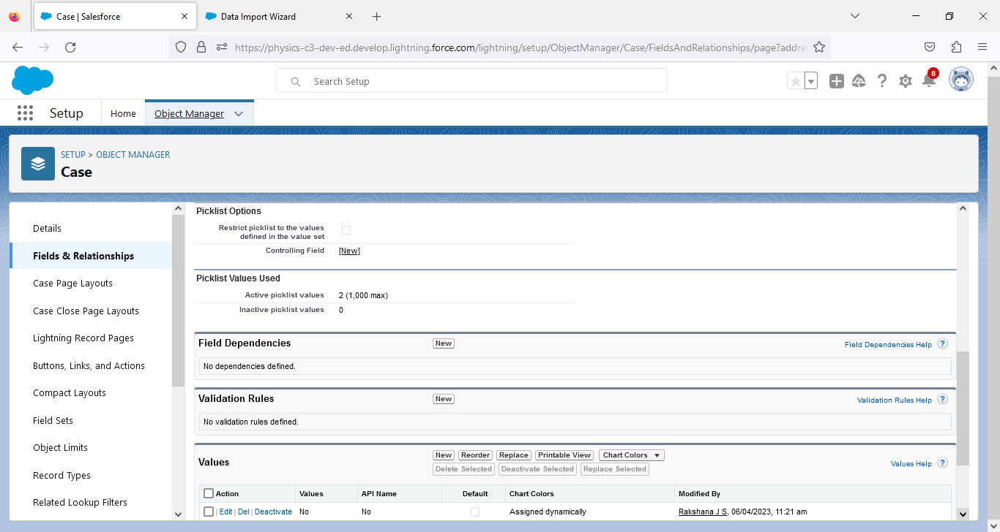 Case | Salesforce
Data Import Wizard
https://physics-c3-dev-ed.develop.lightning.force.com/lightning/setup/ObjectManager/Case/FieldsAndRelationships/page?addre
Search Setup
8
Setup
Home
Object Manager
SETUP > OBJECT MANAGER
Case
Details
Fields & Relationships
Case Page Layouts
Case Close Page Layouts
Lightning Record Pages
Buttons, Links, and Actions
Compact Layouts
Field Sets
Object Limits
Record Types
Related Lookup Filters
Picklist Options
Restrict picklist to the values
defined in the value set
Controlling Field [New]
Picklist Values Used
Active picklist values 2 (1,000 max)
Inactive picklist values 0
Field Dependencies New Field Dependencies Help ?
No dependencies defined.
Validation Rules New Validation Rules Help ?
No validation rules defined.
Values New Reorder Replace Printable View Chart Colors Values Help ?
Delete Selected Deactivate Selected Replace Selected
Action Values API Name Default Chart Colors Modified By
| Edit | Del | Deactivate No No Assigned dynamically Rakshana J S, 06/04/2023, 11:21 am